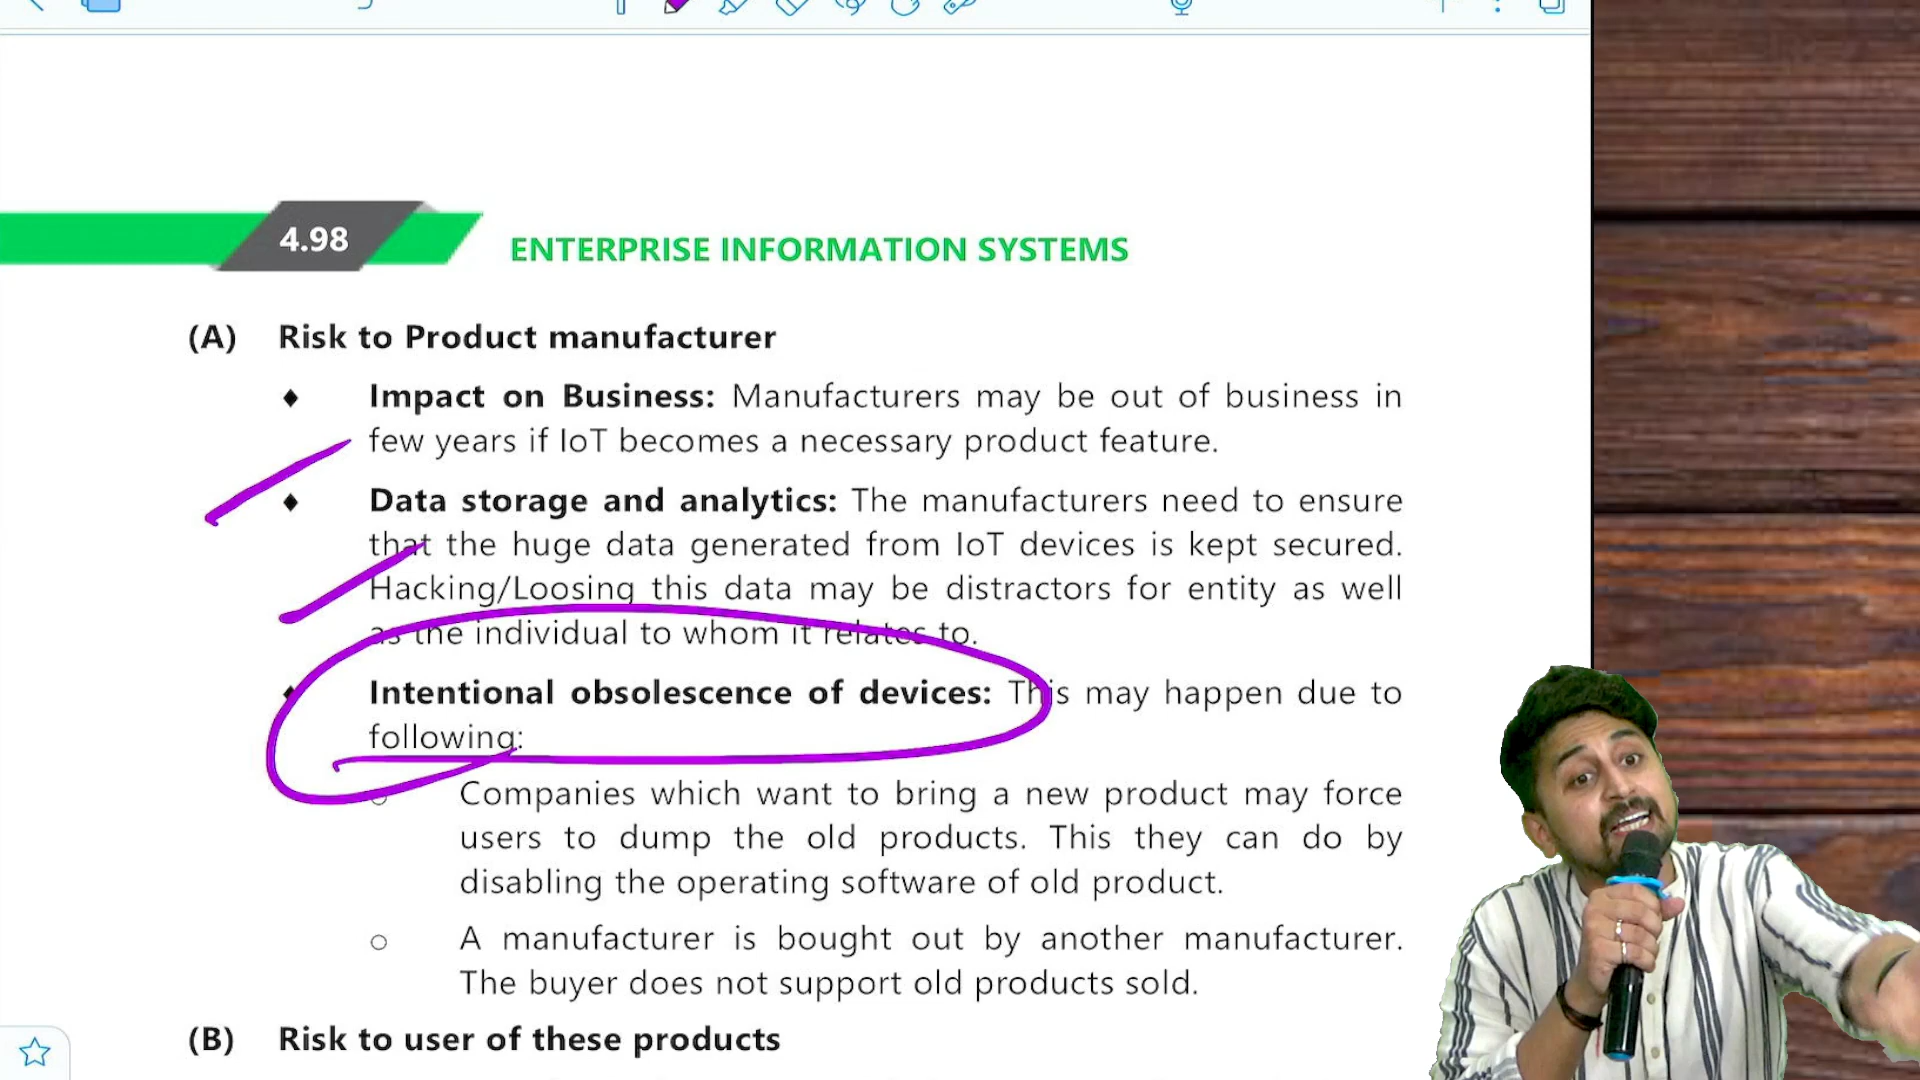 4.98
ENTERPRISE INFORMATION SYSTEMS
(A) Risk to Product manufacturer
♦ Impact on Business: Manufacturers may be out of business in
few years if IoT becomes a necessary product feature.
♦ Data storage and analytics: The manufacturers need to ensure
that the huge data generated from IoT devices is kept secured.
Hacking/Loosing this data may be distractors for entity as well
as the individual to whom it relates to.
♦ Intentional obsolescence of devices: This may happen due to
following:
o Companies which want to bring a new product may force
users to dump the old products. This they can do by
disabling the operating software of old product.
o A manufacturer is bought out by another manufacturer.
The buyer does not support old products sold.
(B) Risk to user of these products